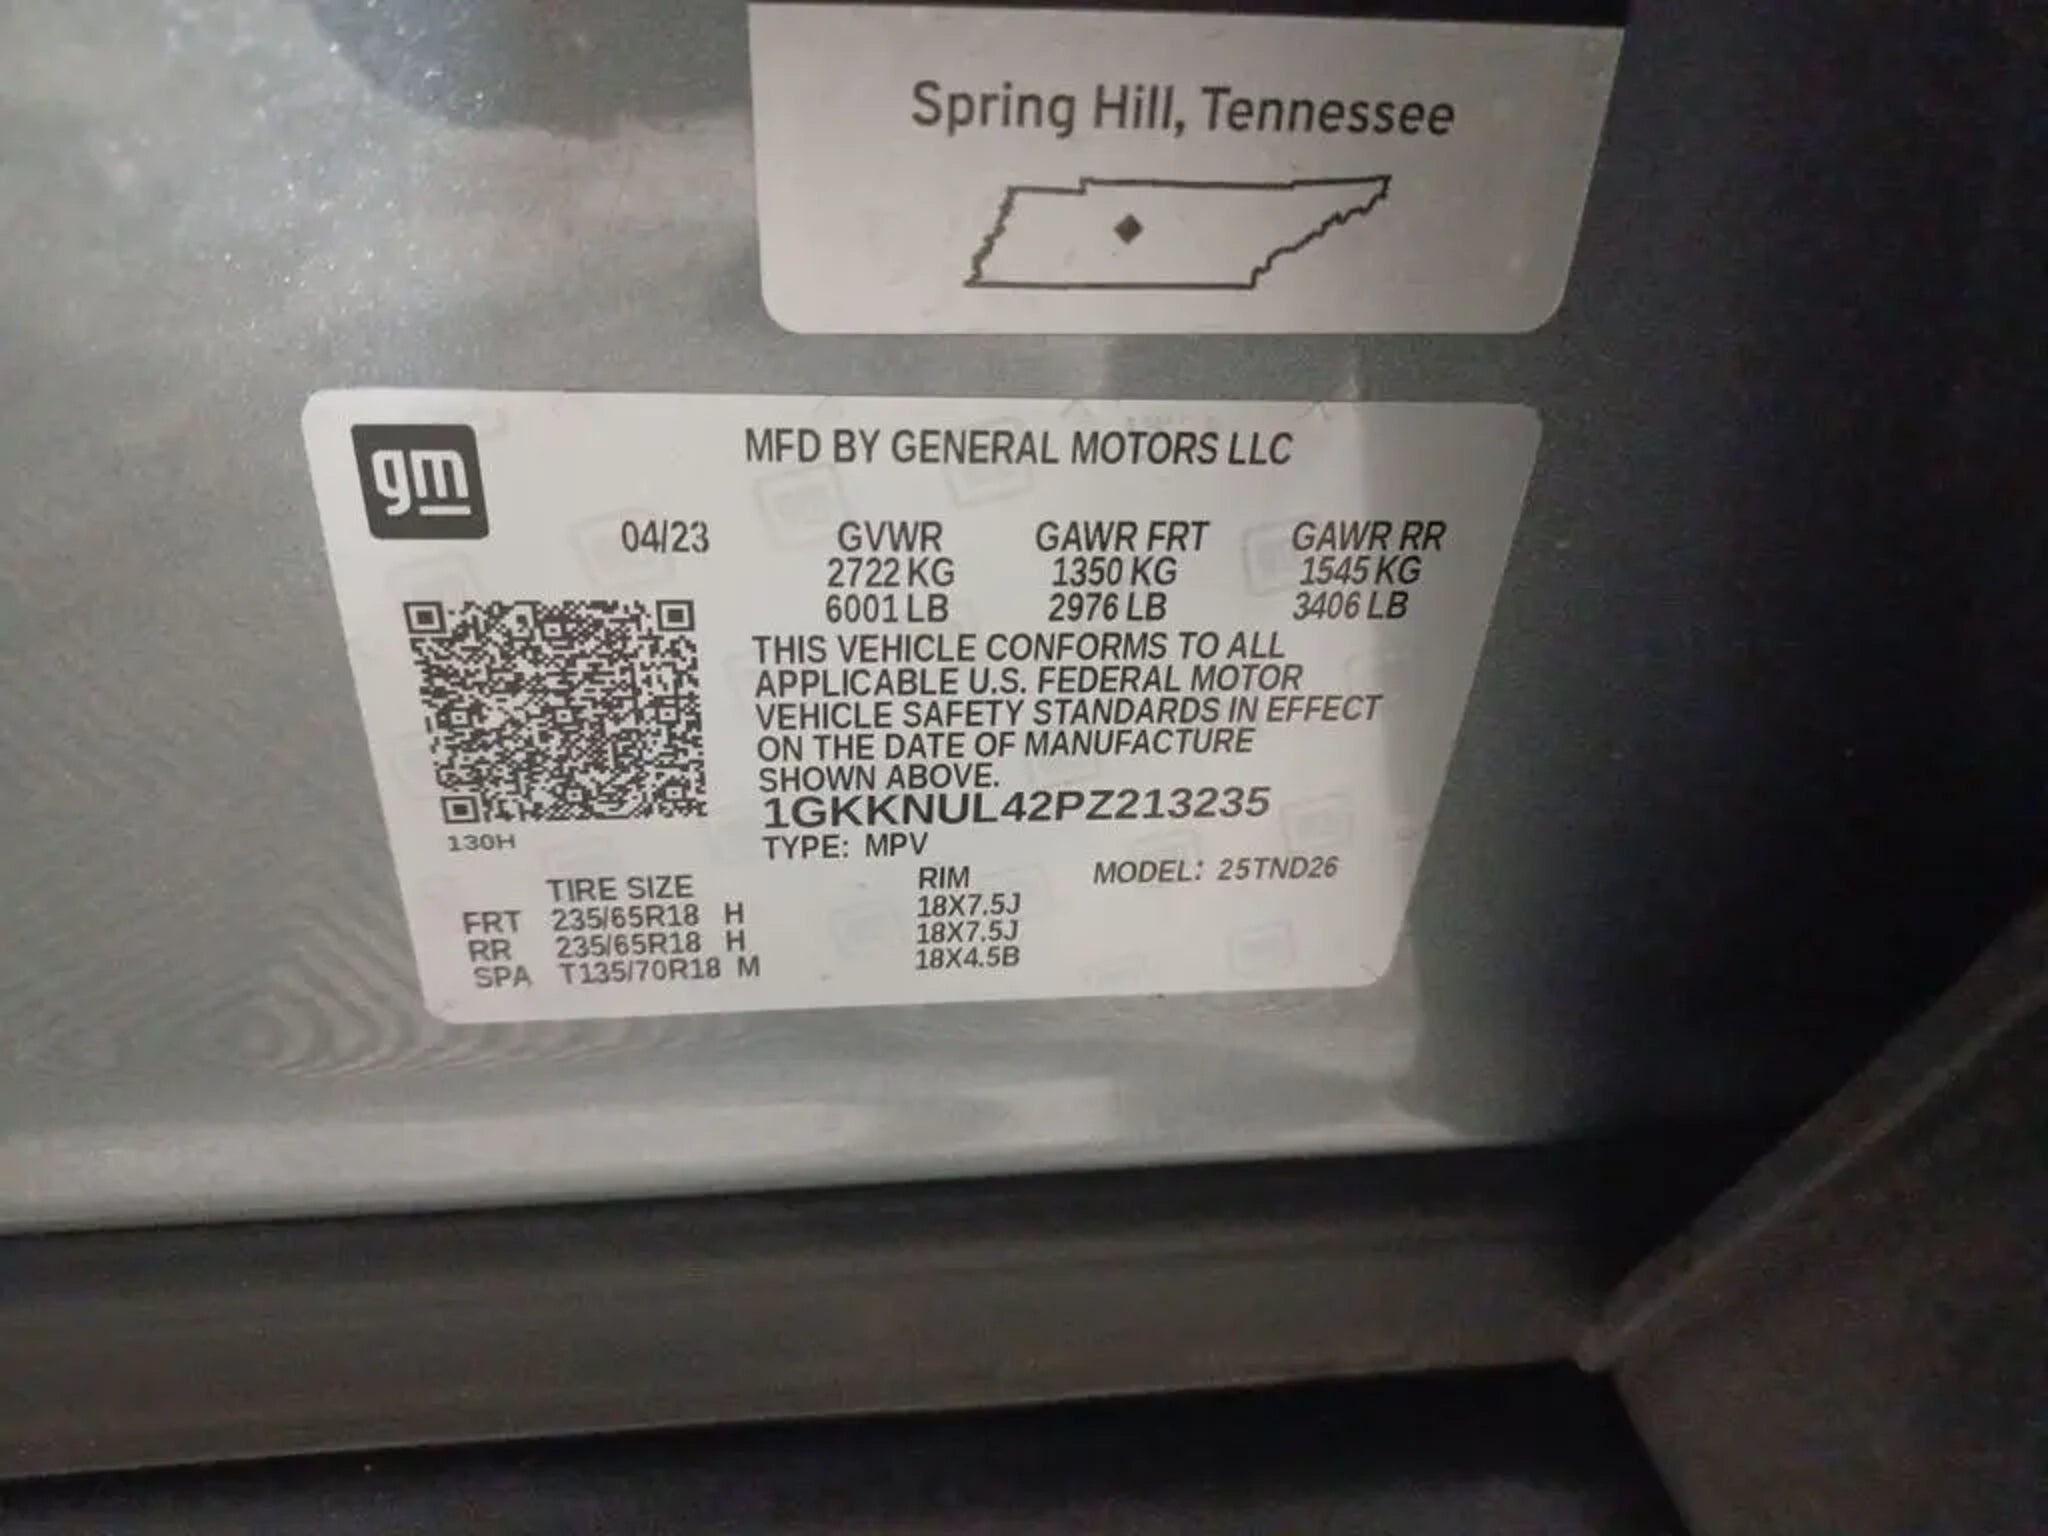 Spring Hill, Tennessee
gm
MFD BY GENERAL MOTORS LLC
04/23 GVWR GAWR FRT GAWR RR
2722 KG 1350 KG 1545 KG
6001 LB 2976 LB 3406 LB
THIS VEHICLE CONFORMS TO ALL
APPLICABLE U.S. FEDERAL MOTOR
VEHICLE SAFETY STANDARDS IN EFFECT
ON THE DATE OF MANUFACTURE
SHOWN ABOVE.
1GKKNUL42PZ213235
130H
TYPE: MPV
MODEL: 25TND26
TIRE SIZE RIM
FRT 235/65R18 H 18X7.5J
RR 235/65R18 H 18X7.5J
SPA T135/70R18 M 18X4.5B